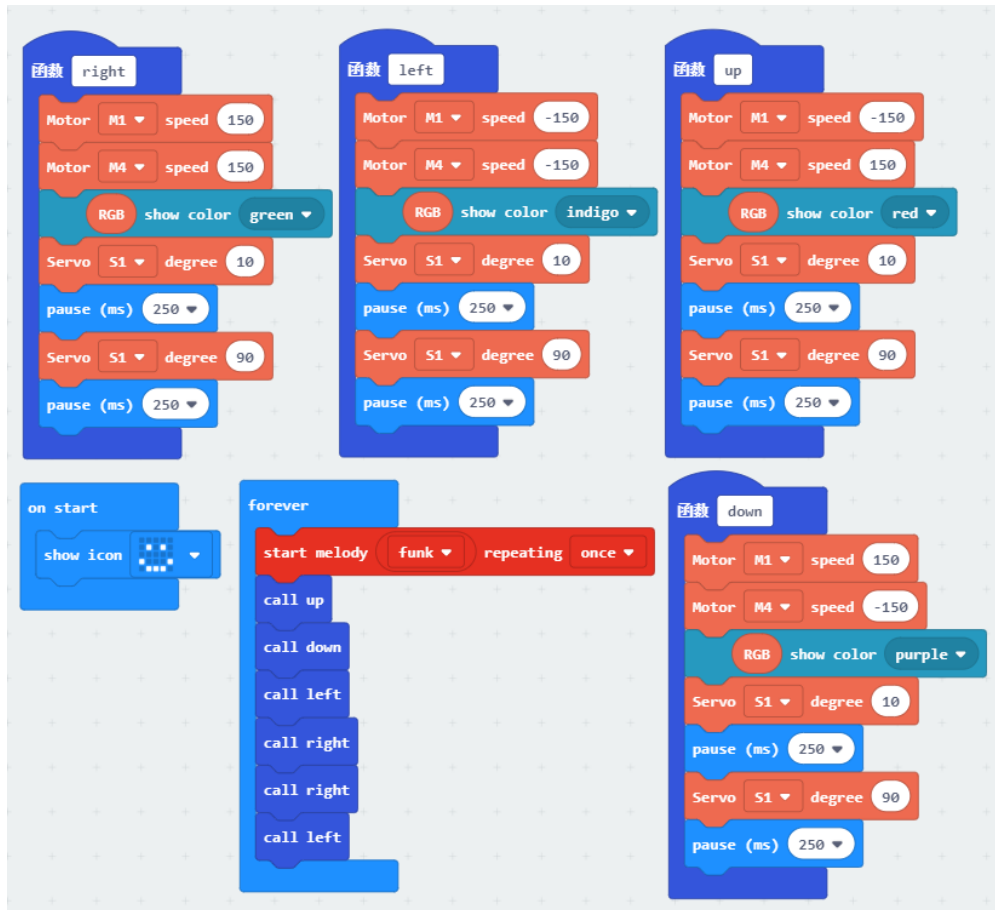 函数 right
Motor M1 speed 150
Motor M4 speed 150
RGB show color green
Servo S1 degree 10
pause (ms) 250
Servo S1 degree 90
pause (ms) 250
函数 left
Motor M1 speed -150
Motor M4 speed -150
RGB show color indigo
Servo S1 degree 10
pause (ms) 250
Servo S1 degree 90
pause (ms) 250
函数 up
Motor M1 speed -150
Motor M4 speed 150
RGB show color red
Servo S1 degree 10
pause (ms) 250
Servo S1 degree 90
pause (ms) 250
on start
show icon
forever
start melody funk repeating once
call up
call down
call left
call right
call right
call left
函数 down
Motor M1 speed 150
Motor M4 speed -150
RGB show color purple
Servo S1 degree 10
pause (ms) 250
Servo S1 degree 90
pause (ms) 250